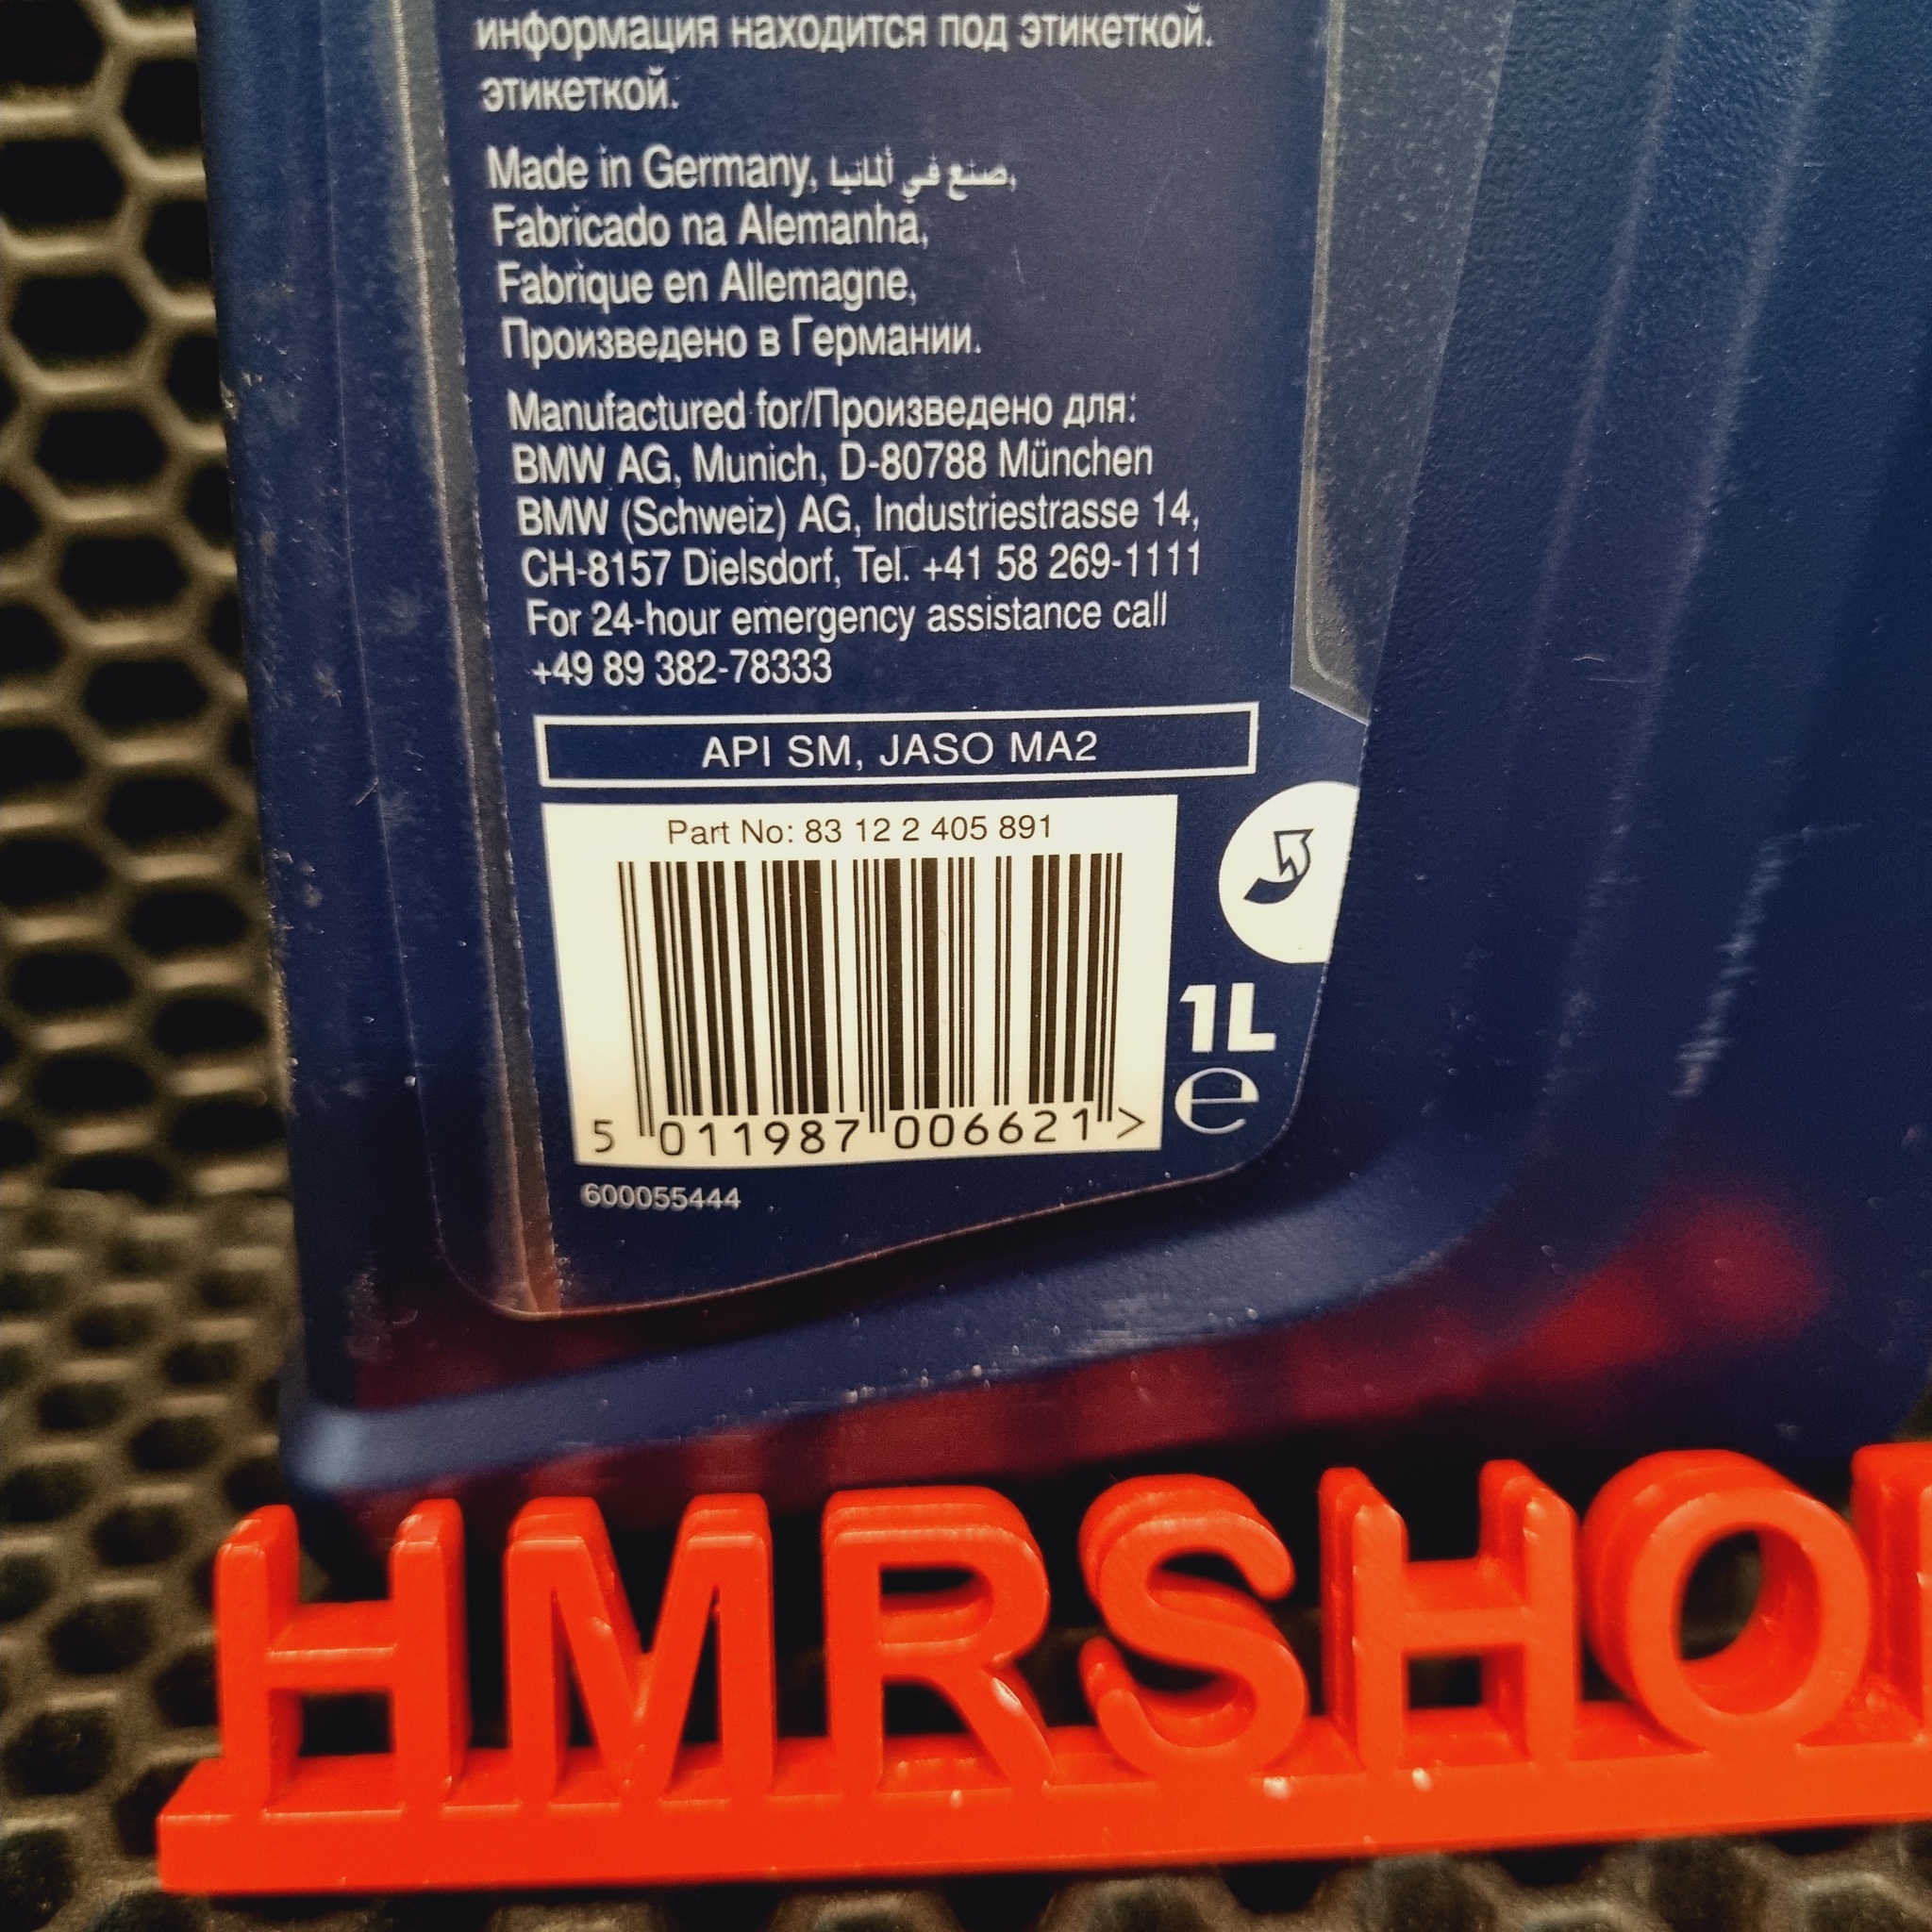 информация находится под этикеткой.
этикеткой.
Made in Germany, صنع في ألمانيا,
Fabricado na Alemanha,
Fabrique en Allemagne,
Произведено в Германии.
Manufactured for/Произведено для:
BMW AG, Munich, D-80788 München
BMW (Schweiz) AG, Industriestrasse 14,
CH-8157 Dielsdorf, Tel. +41 58 269-1111
For 24-hour emergency assistance call
+49 89 382-78333
API SM, JASO MA2
Part No: 83 12 2 405 891
5 011987 006621 >
1L
e
600055444
HMRSHO